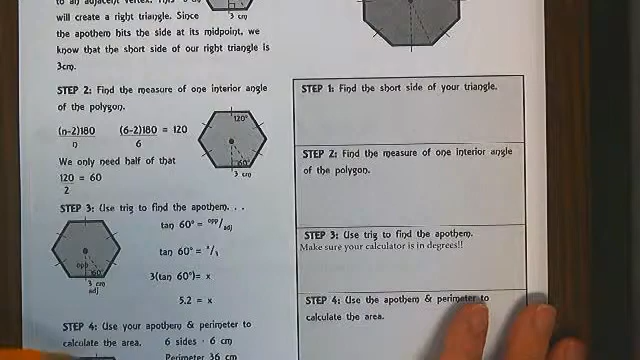 to an adjacent vertex. This
will create a right triangle. Since
the apothem hits the side at its midpoint, we
know that the short side of our right triangle is
3cm.
3 cm
STEP 2: Find the measure of one interior angle
of the polygon.
(n-2)180 (6-2)180 = 120
n 6
We only need half of that
120 = 60
2
120°
60°
3 cm
STEP 3: Use trig to find the apothem. . .
tan 60° = opp/adj
tan 60° = x/3
3(tan 60°)= x
5.2 = x
opp
60°
3 cm
adj
STEP 4: Use your apothem & perimeter to
calculate the area. 6 sides · 6 cm
Perimeter 36 cm
STEP 1: Find the short side of your triangle.
STEP 2: Find the measure of one interior angle
of the polygon.
STEP 3: Use trig to find the apothem.
Make sure your calculator is in degrees!!
STEP 4: Use the apothem & perimeter to
calculate the area.